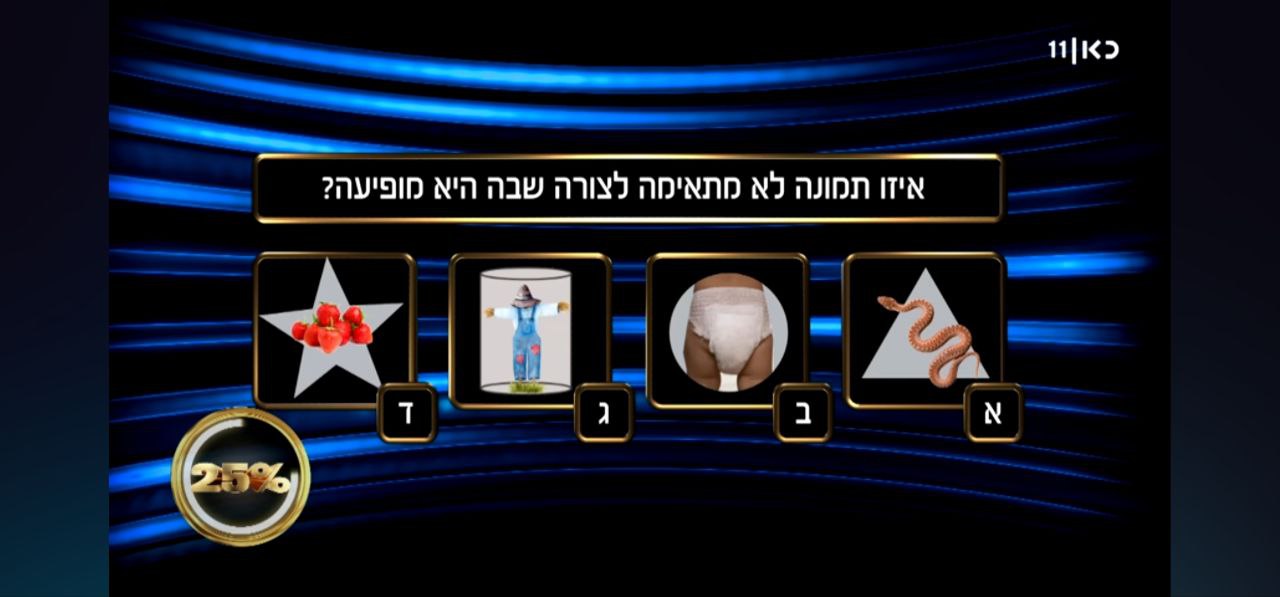 כאן|11
איזו תמונה לא מתאימה לצורה שבה היא מופיעה?
א
ב
ג
ד
25%